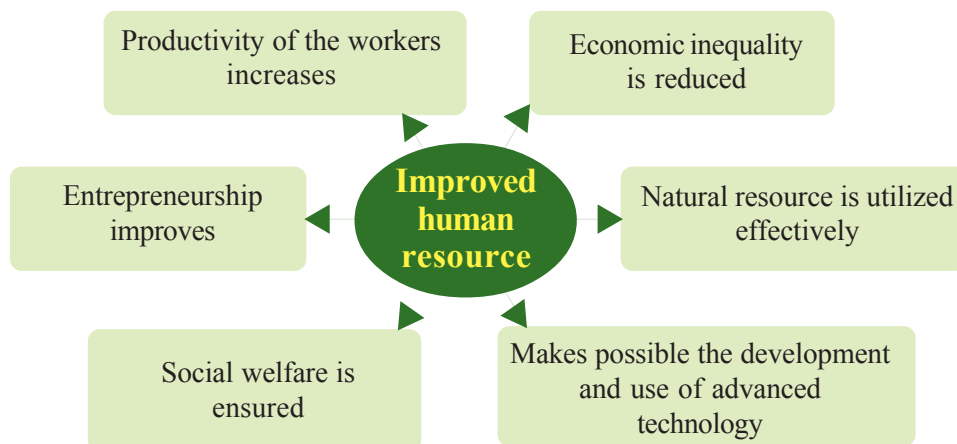 Productivity of the workers
increases
Economic inequality
is reduced
Improved
human
resource
Entrepreneurship
improves
Natural resource is utilized
effectively
Social welfare is
ensured
Makes possible the development
and use of advanced
technology